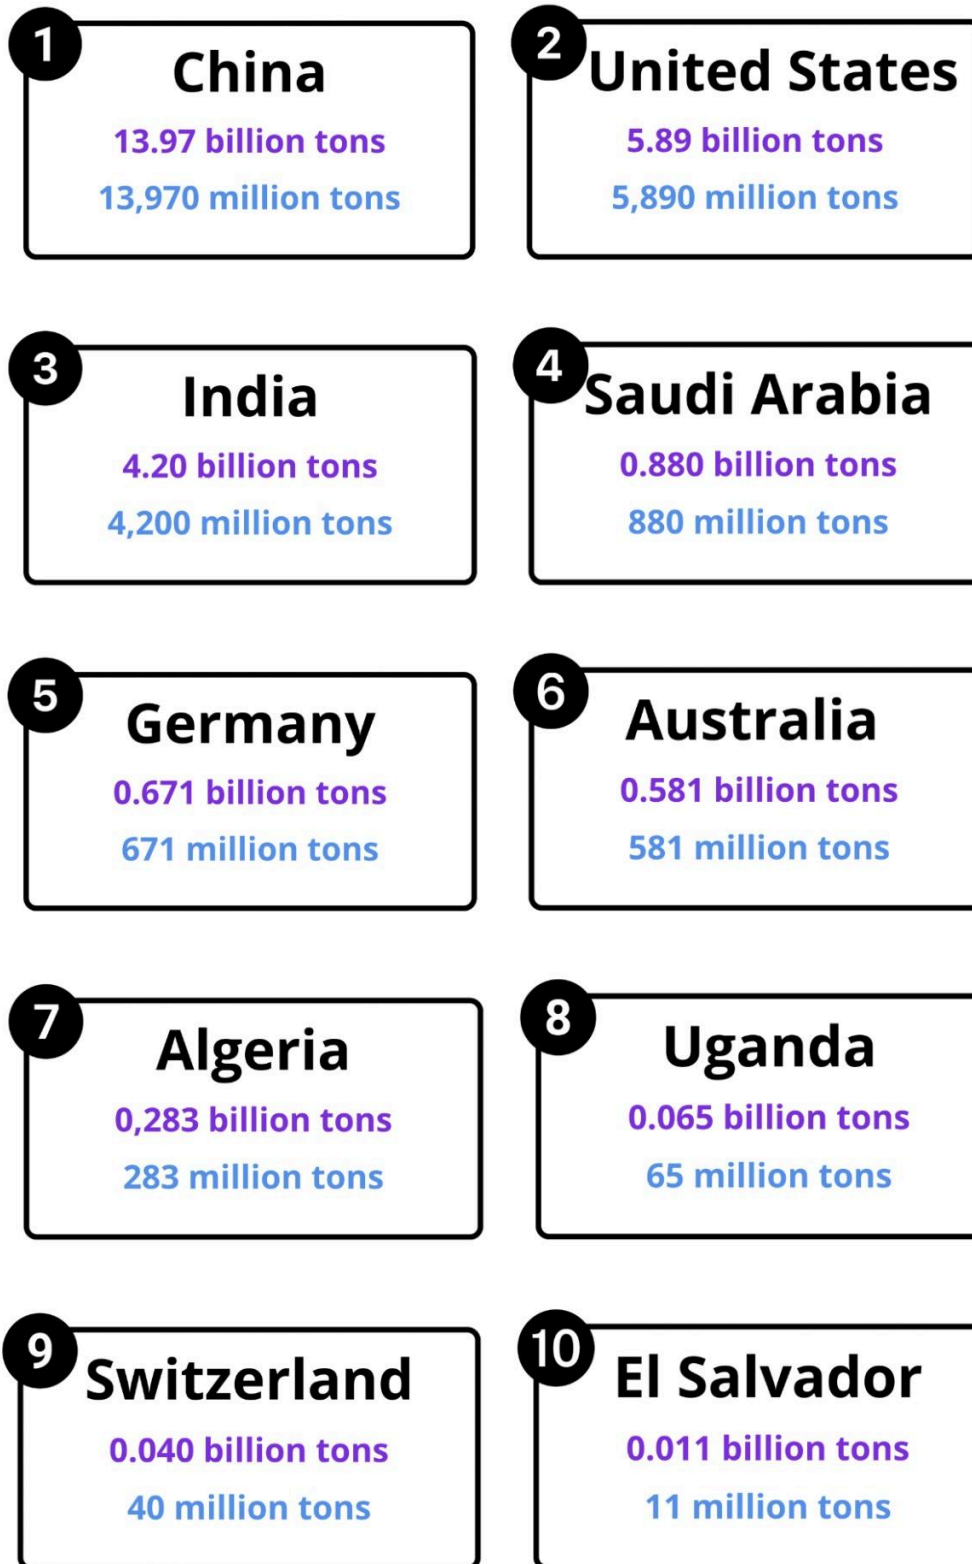 1
China
13.97 billion tons
13,970 million tons
2
United States
5.89 billion tons
5,890 million tons
3
India
4.20 billion tons
4,200 million tons
4
Saudi Arabia
0.880 billion tons
880 million tons
5
Germany
0.671 billion tons
671 million tons
6
Australia
0.581 billion tons
581 million tons
7
Algeria
0,283 billion tons
283 million tons
8
Uganda
0.065 billion tons
65 million tons
9
Switzerland
0.040 billion tons
40 million tons
10
El Salvador
0.011 billion tons
11 million tons